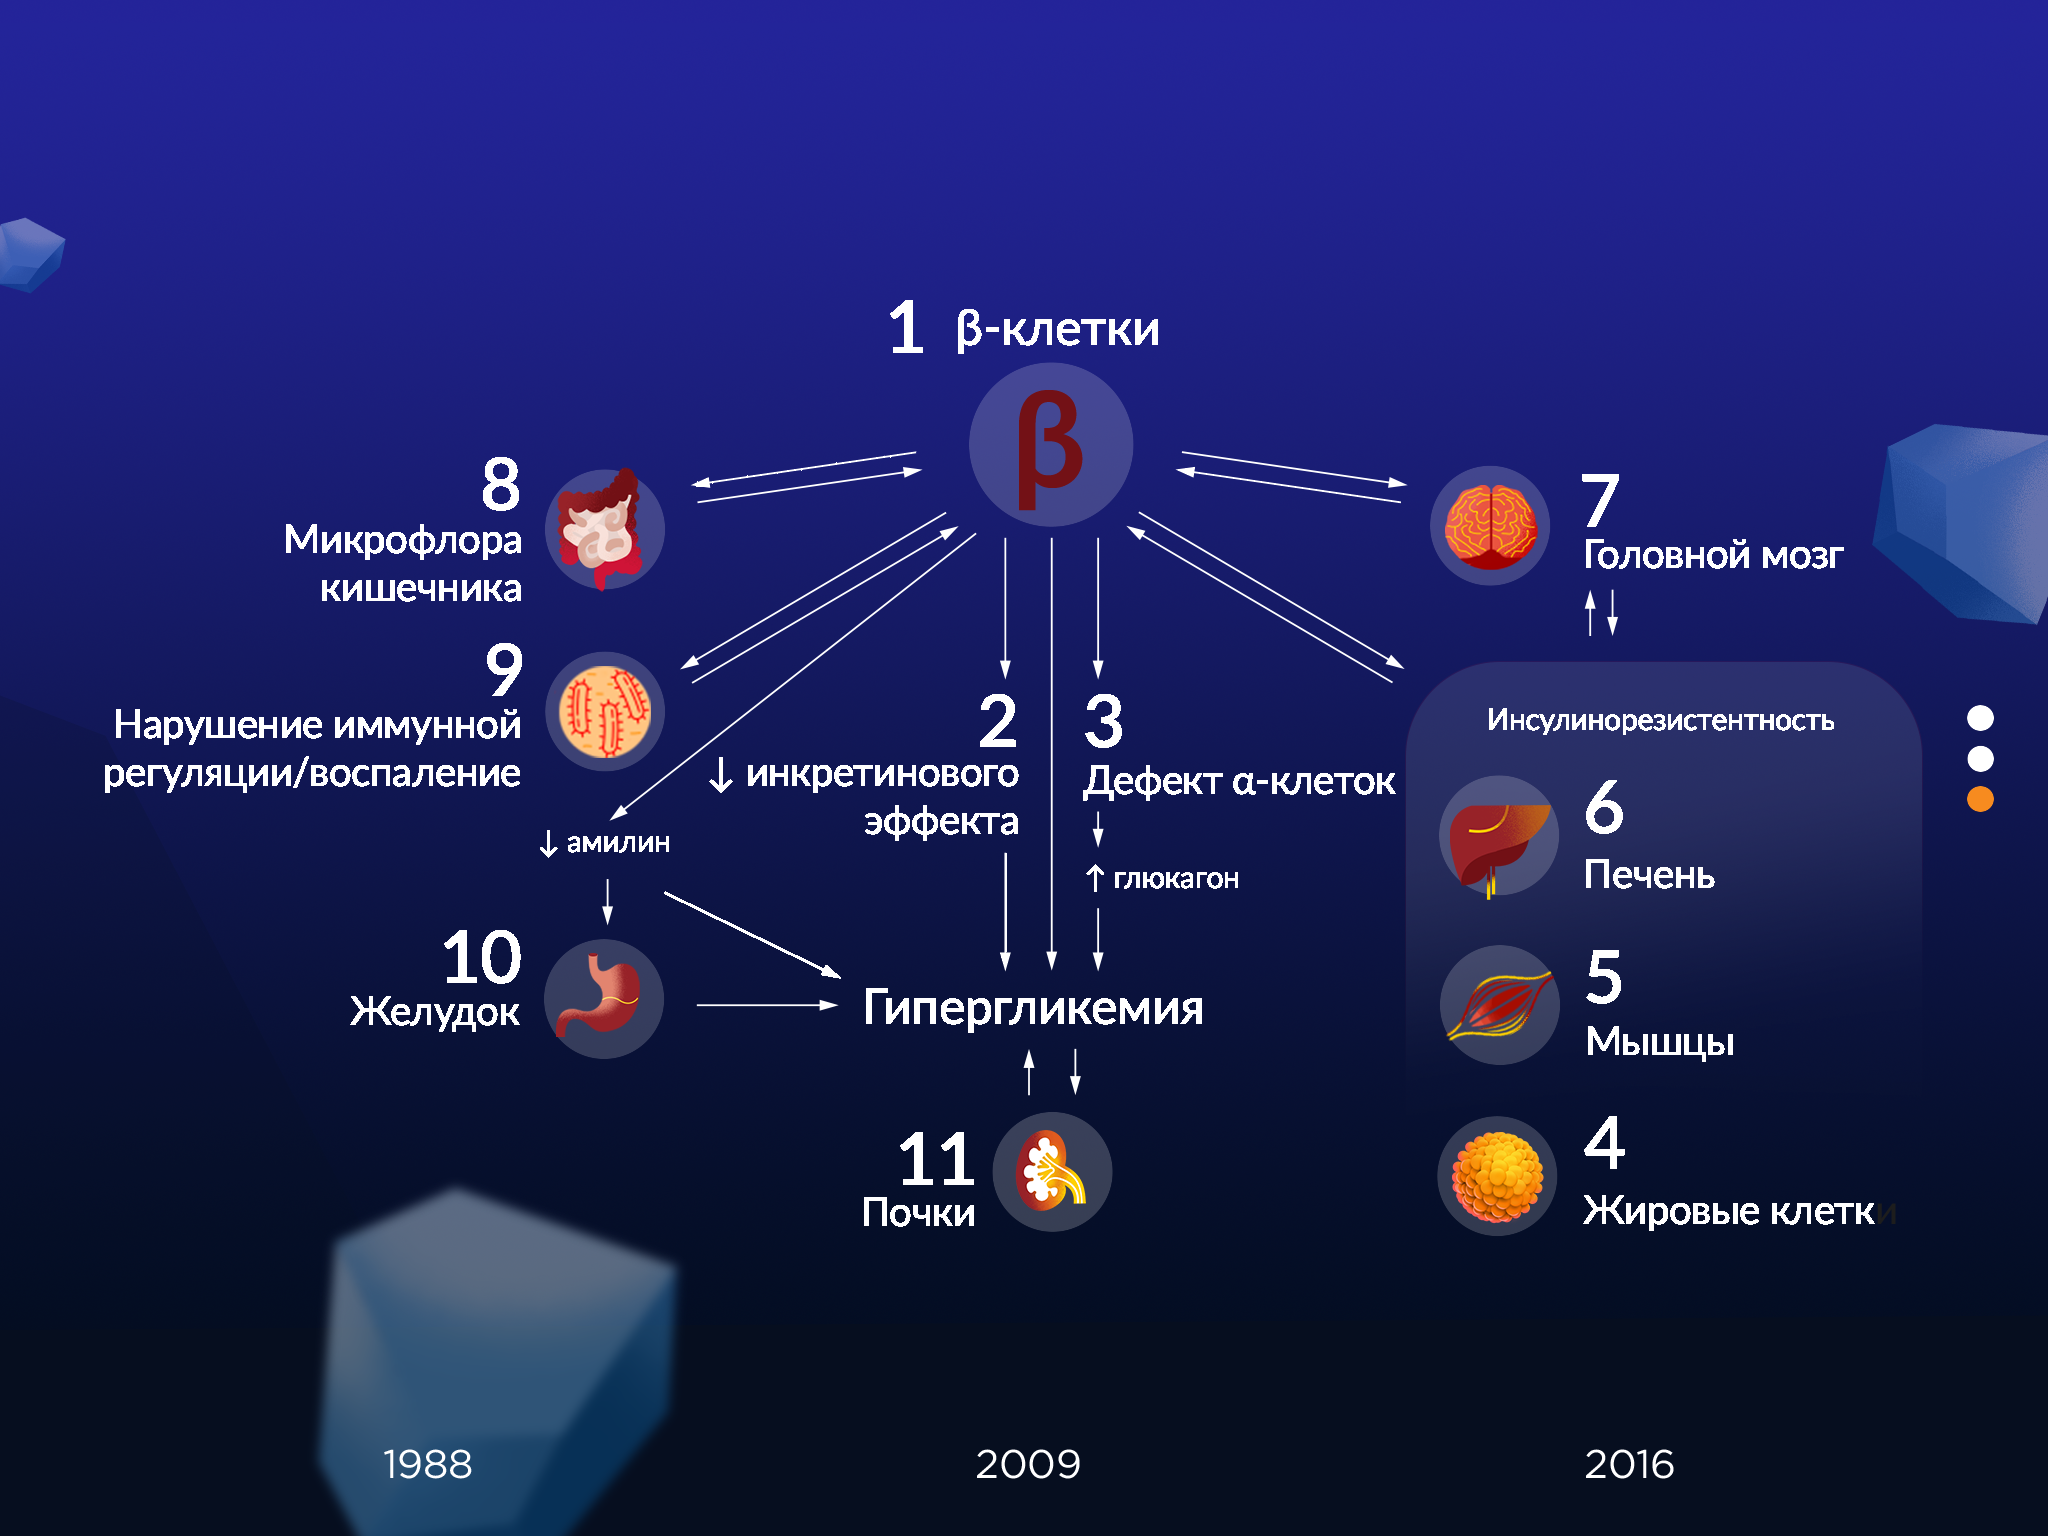 1 β-клетки
β
8
Микрофлора
кишечника
7
Головной мозг
9
Нарушение иммунной
регуляции/воспаление
2
↓ инкретинового
эффекта
3
Дефект α-клеток
↑ глюкагон
Инсулинорезистентность
6
Печень
5
Мышцы
4
Жировые клетки
↓ амилин
10
Желудок
Гипергликемия
11
Почки
1988
2009
2016